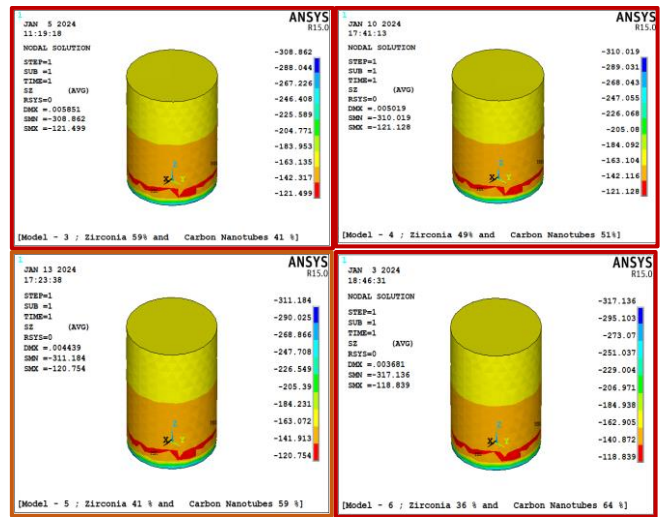 1
JAN 5 2024
11:19:18
ANSYS
R15.0
NODAL SOLUTION
STEP=1
SUB =1
TIME=1
SZ (AVG)
RSYS=0
DMX =.005851
SMN =-308.862
SMX =-121.499
-308.862
-288.044
-267.226
-246.408
-225.589
-204.771
-183.953
-163.135
-142.317
-121.499
Z
X Y
[Model - 3 ; Zirconia 59% and Carbon Nanotubes 41 %]
1
JAN 10 2024
17:41:13
ANSYS
R15.0
NODAL SOLUTION
STEP=1
SUB =1
TIME=1
SZ (AVG)
RSYS=0
DMX =.005019
SMN =-310.019
SMX =-121.128
-310.019
-289.031
-268.043
-247.055
-226.068
-205.08
-184.092
-163.104
-142.116
-121.128
Z
X Y
[Model - 4 ; Zirconia 49% and Carbon Nanotubes 51%]
1
JAN 13 2024
17:23:38
ANSYS
R15.0
STEP=1
SUB =1
TIME=1
SZ (AVG)
RSYS=0
DMX =.004439
SMN =-311.184
SMX =-120.754
-311.184
-290.025
-268.866
-247.708
-226.549
-205.39
-184.231
-163.072
-141.913
-120.754
Z
X Y
[Model - 5 ; Zirconia 41 % and Carbon Nanotubes 59 %]
1
JAN 3 2024
18:46:31
ANSYS
R15.0
NODAL SOLUTION
STEP=1
SUB =1
TIME=1
SZ (AVG)
RSYS=0
DMX =.003681
SMN =-317.136
SMX =-118.839
-317.136
-295.103
-273.07
-251.037
-229.004
-206.971
-184.938
-162.905
-140.872
-118.839
Z
X Y
[Model - 6 ; Zirconia 36 % and Carbon Nanotubes 64 %]